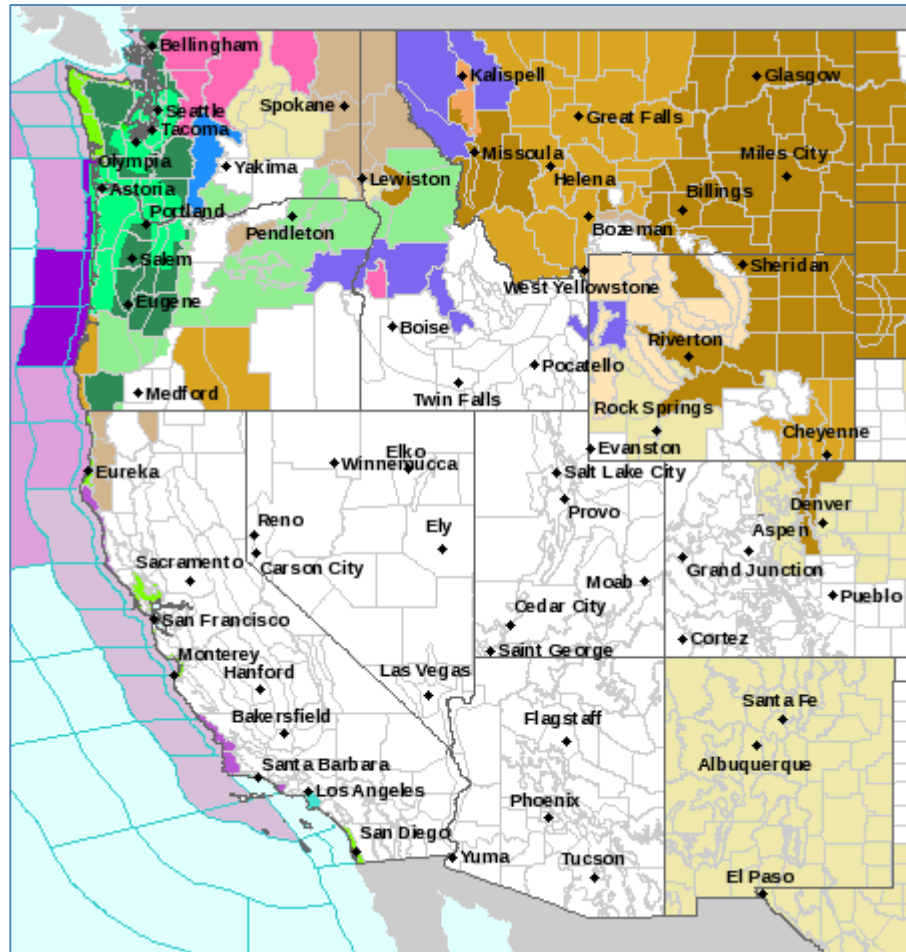 Bellingham
Kalispell
Glasgow
Spokane
Seattle
Great Falls
Tacoma
Olympia
Yakima
Missoula
Miles City
Helena
Lewiston
Astoria
Billings
Portland
Pendleton
Bozeman
Salem
Sheridan
West Yellowstone
Eugene
Boise
Riverton
Pocatello
Medford
Twin Falls
Rock Springs
Cheyenne
Elko
Evanston
Eureka
Winnemucca
Salt Lake City
Provo
Denver
Reno
Ely
Aspen
Sacramento
Carson City
Grand Junction
Moab
Pueblo
Cedar City
San Francisco
Cortez
Saint George
Monterey
Hanford
Las Vegas
Santa Fe
Bakersfield
Flagstaff
Albuquerque
Santa Barbara
Los Angeles
Phoenix
San Diego
Yuma
Tucson
El Paso